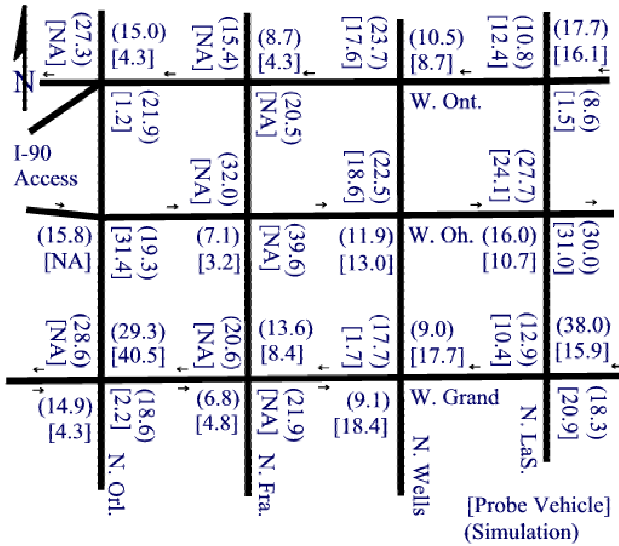 (27.3)
[NA]
(15.0)
[4.3]
(15.4)
[NA]
(8.7)
[4.3]
(23.7)
[17.6]
(10.5)
[8.7]
(10.8)
[12.4]
(17.7)
[16.1]
N
(21.9)
[1.2]
(20.5)
[NA]
W. Ont.
(8.6)
[1.5]
I-90
Access
(32.0)
[NA]
(22.5)
[18.6]
(27.7)
[24.1]
(15.8)
[NA]
(19.3)
[31.4]
(7.1)
[3.2]
(39.6)
[NA]
(11.9)
[13.0]
W. Oh.
(16.0)
[10.7]
(30.0)
[31.0]
(28.6)
[NA]
(29.3)
[40.5]
(20.6)
[NA]
(13.6)
[8.4]
(17.7)
[1.7]
(9.0)
[17.7]
(12.9)
[10.4]
(38.0)
[15.9]
(14.9)
[4.3]
(18.6)
[2.2]
(6.8)
[4.8]
(21.9)
[NA]
(9.1)
[18.4]
W. Grand
(18.3)
[20.9]
N. Orl.
N. Fra.
N. Wells
N. LaS.
[Probe Vehicle]
(Simulation)